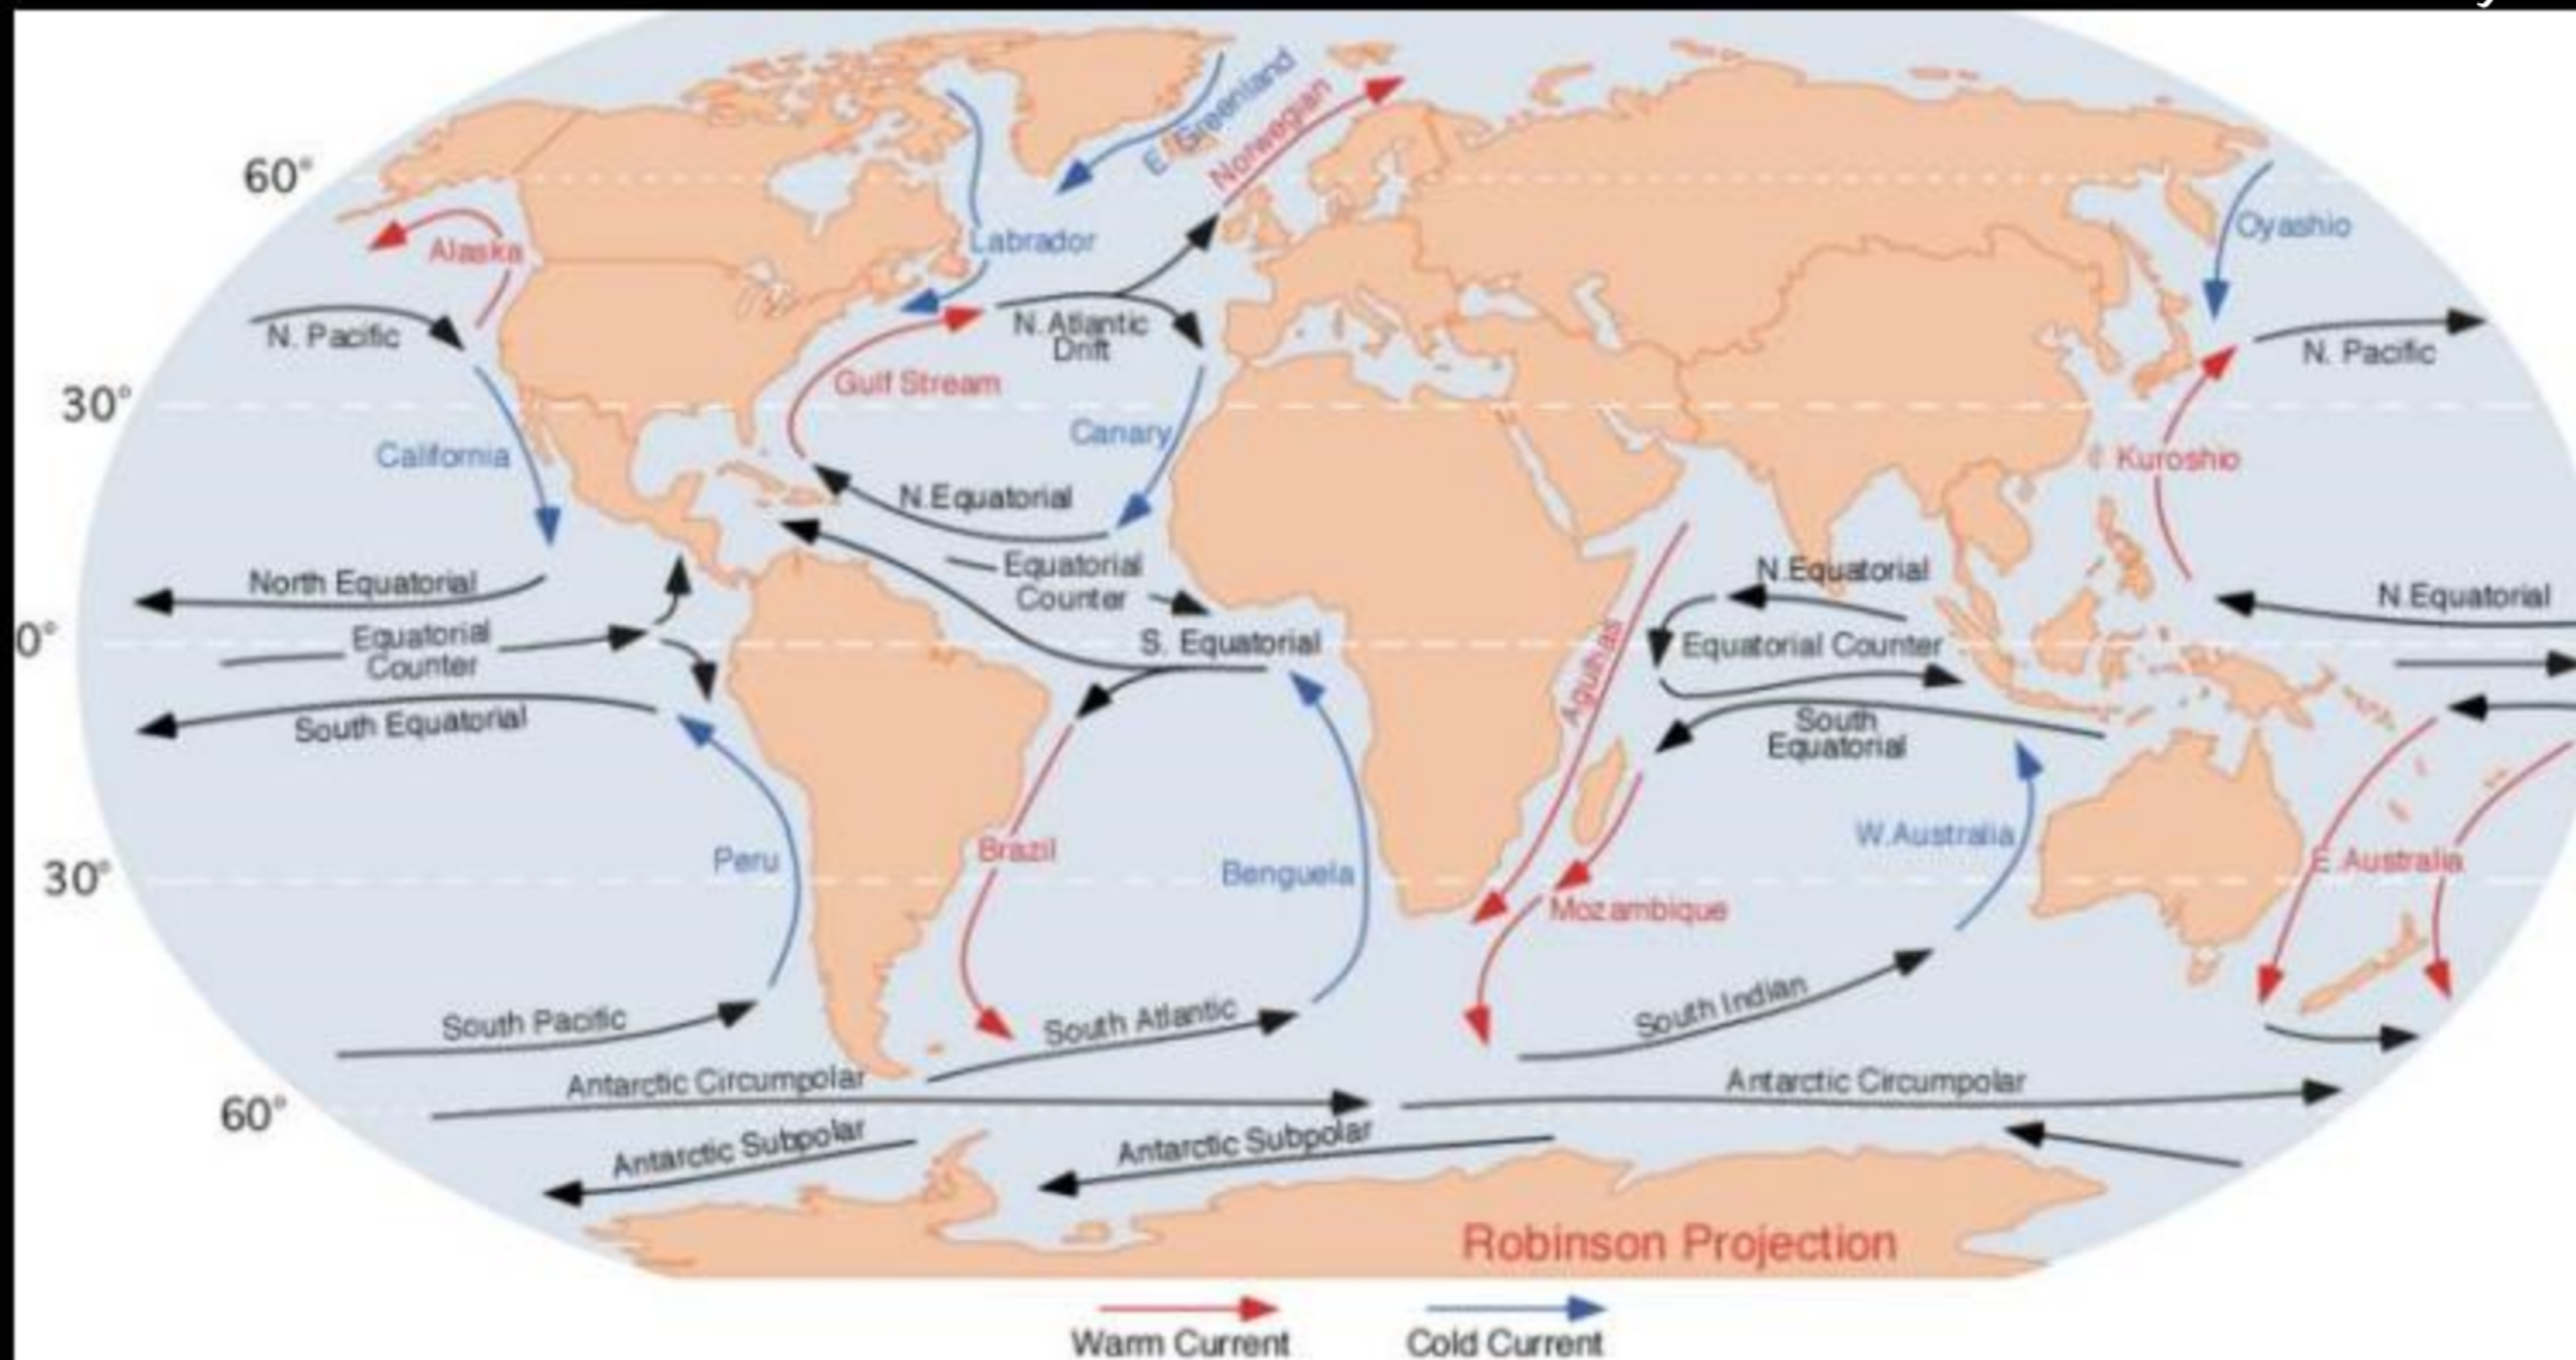 E. Greenland
Norwegian
60°
Labrador
Oyashio
Alaska
N. Pacific
N. Atlantic
Drift
N. Pacific
Gulf Stream
30°
Canary
California
Kuroshio
N.Equatorial
North Equatorial
Equatorial
Counter
N.Equatorial
N.Equatorial
0°
Equatorial
Counter
S. Equatorial
Agulhas
Equatorial Counter
South Equatorial
South
Equatorial
Peru
Brazil
Benguela
W.Australia
E.Australia
30°
Mozambique
South Pacific
South Atlantic
South Indian
Antarctic Circumpolar
Antarctic Circumpolar
60°
Antarctic Subpolar
Antarctic Subpolar
Robinson Projection
Warm Current
Cold Current